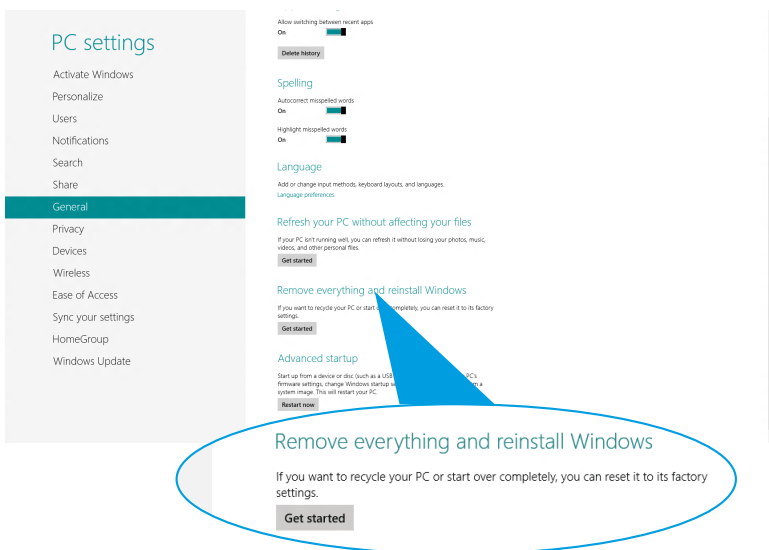 PC settings
Activate Windows
Personalize
Users
Notifications
Search
Share
General
Privacy
Devices
Wireless
Ease of Access
Sync your settings
HomeGroup
Windows Update
Allow switching between recent apps
On
Delete history
Spelling
Autocorrect misspelled words
On
Highlight misspelled words
On
Language
Add or change input methods, keyboard layouts, and languages.
Language preferences
Refresh your PC without affecting your files
If your PC isn't running well, you can refresh it without losing your photos, music,
videos, and other personal files.
Get started
Remove everything and reinstall Windows
If you want to recycle your PC or start completely, you can reset it to its factory
settings.
Get started
Advanced startup
Start up from a device or disc (such as a USB PC's
firmware settings, change Windows startup a
system image. This will restart your PC.
Restart now
Remove everything and reinstall Windows
If you want to recycle your PC or start over completely, you can reset it to its factory
settings.
Get started